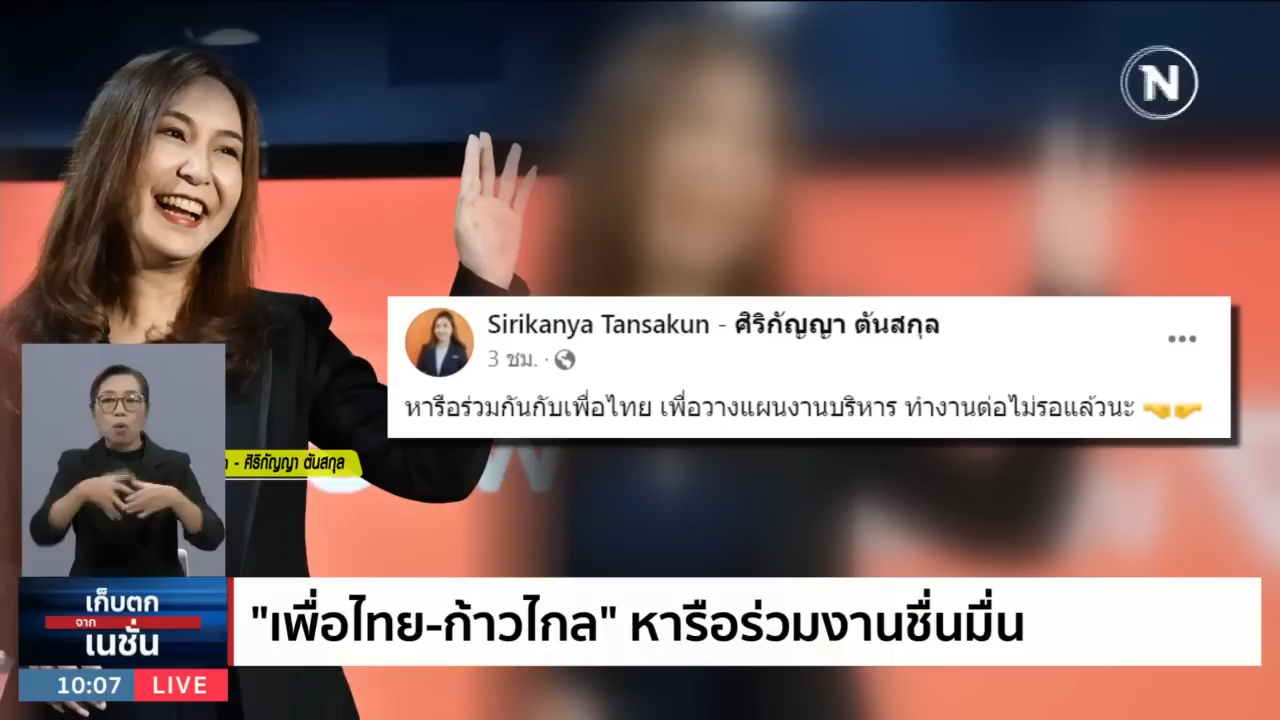 N
Sirikanya Tansakun - ศิริกัญญา ตันสกุล
3 ชม. ·
หารือร่วมกันกับเพื่อไทย เพื่อวางแผนงานบริหาร ทำงานต่อไม่รอแล้วนะ 🤜🤛
- ศิริกัญญา ตันสกุล
เก็บตก
จาก
เนชั่น
"เพื่อไทย-ก้าวไกล" หารือร่วมงานชื่นมื่น
10:07 LIVE